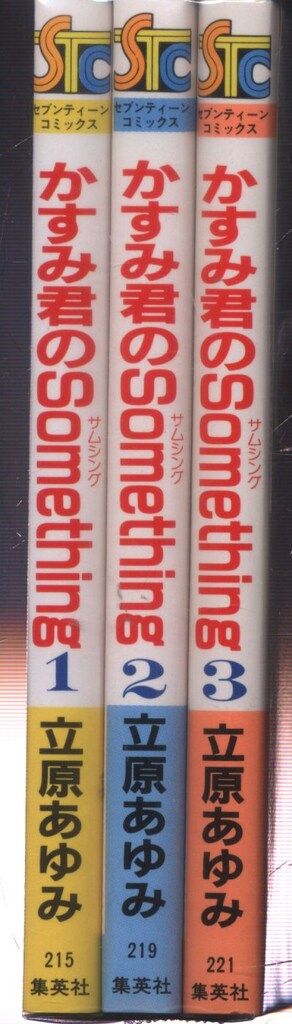 STC
セブンティーン
コミックス
かすみ君のSomething
サムシング
1
立原あゆみ
215
集英社
STC
セブンティーン
コミックス
かすみ君のSomething
サムシング
2
立原あゆみ
219
集英社
STC
セブンティーン
コミックス
かすみ君のSomething
サムシング
3
立原あゆみ
221
集英社